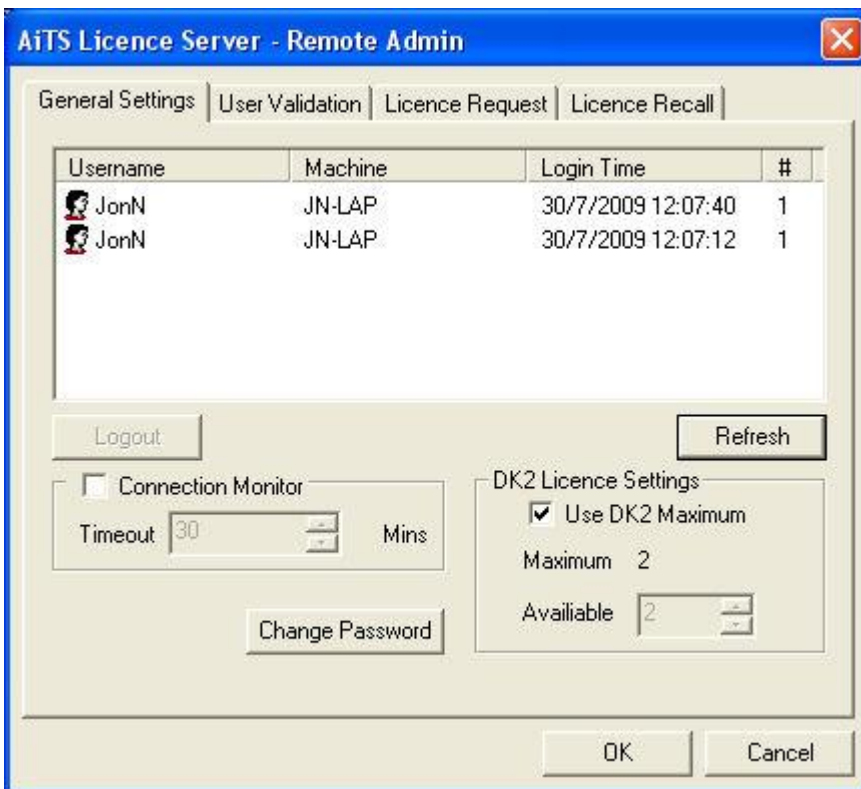 AiTS Licence Server - Remote Admin
General Settings User Validation Licence Request Licence Recall
Username Machine Login Time #
JonN JN-LAP 30/7/2009 12:07:40 1
JonN JN-LAP 30/7/2009 12:07:12 1
Logout Refresh
Connection Monitor
Timeout 30 Mins
Change Password
DK2 Licence Settings
Use DK2 Maximum
Maximum 2
Availiable 2
OK Cancel